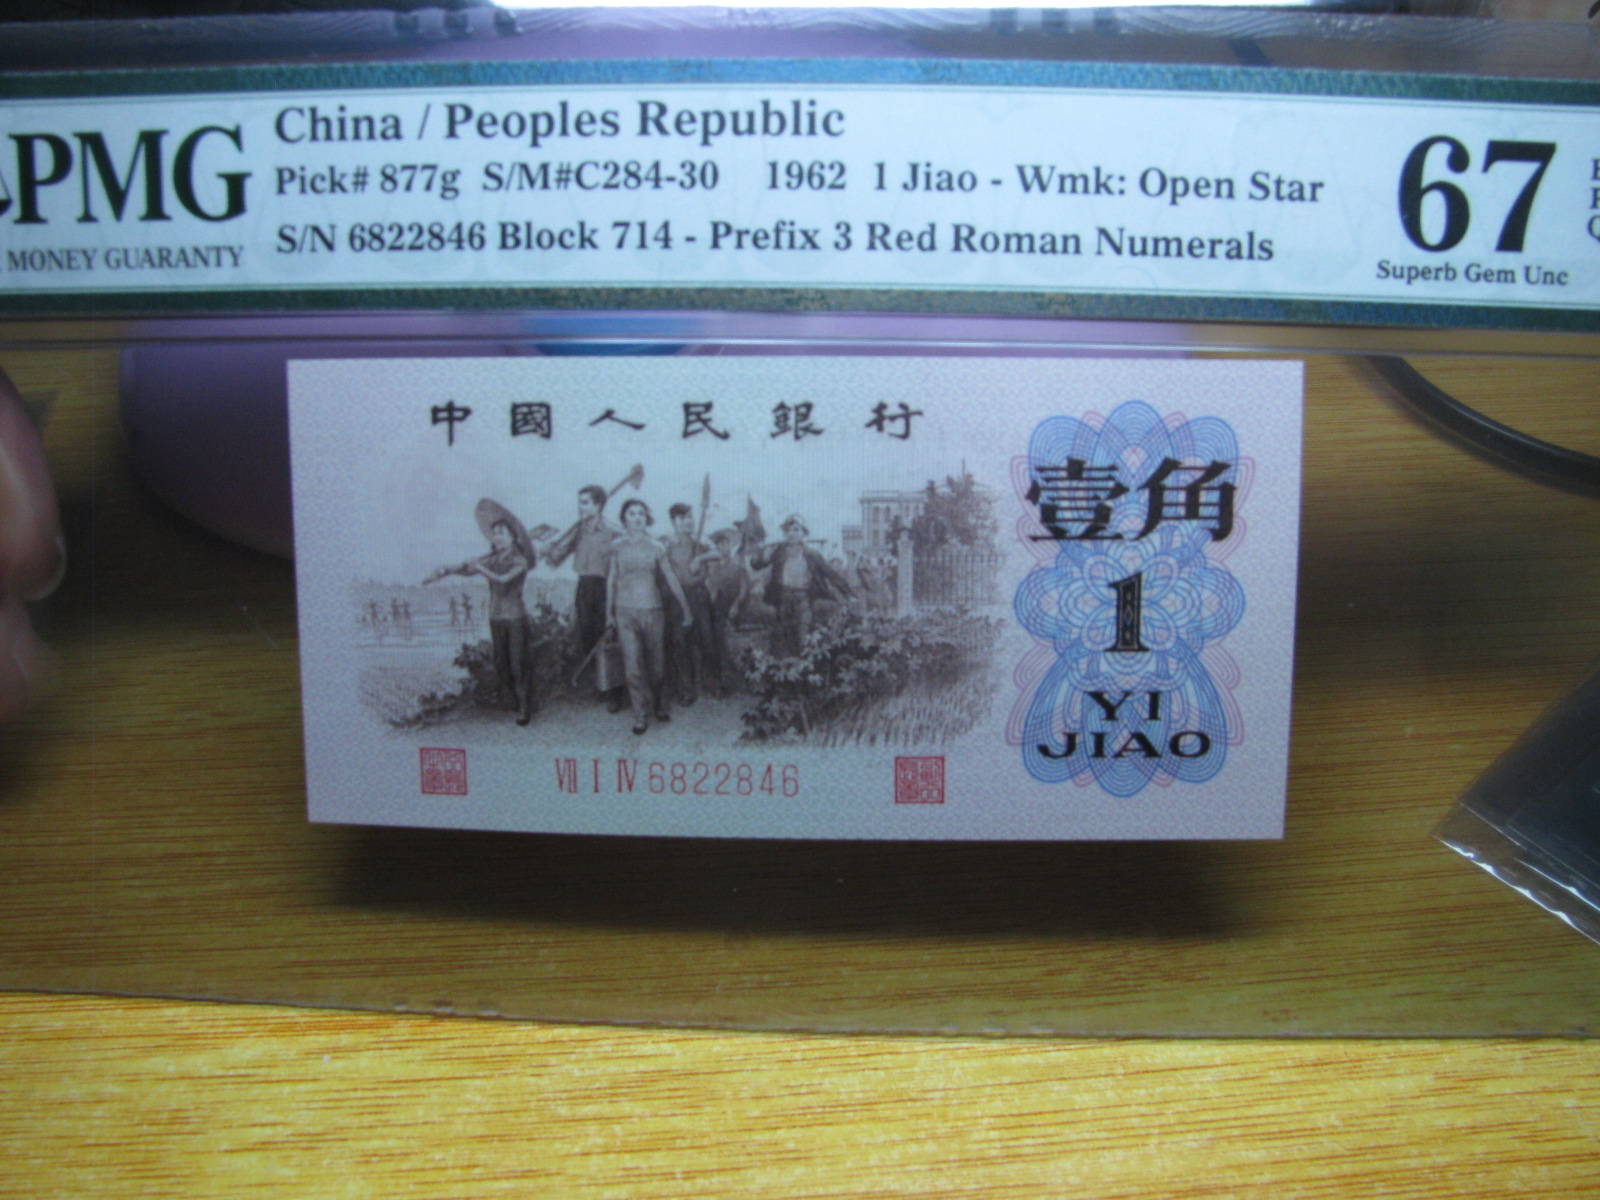 PMG
MONEY GUARANTY
China / Peoples Republic
Pick# 877g S/M#C284-30 1962 1 Jiao - Wmk: Open Star
S/N 6822846 Block 714 - Prefix 3 Red Roman Numerals
67
Superb Gem Unc
中國人民銀行
壹角
1
YI
JIAO
VII I IV 6822846